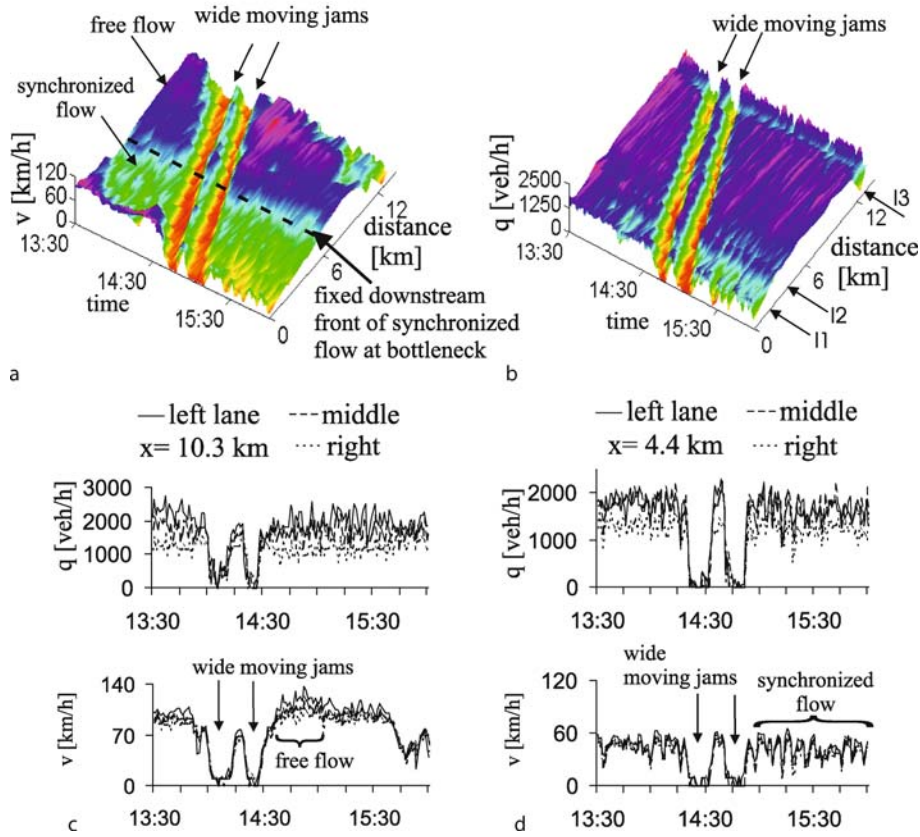 wide moving jams
free flow
synchronized
flow
v [km/h]
120
60
0
13:30
14:30
15:30
time
0
6
12
distance
[km]
fixed downstream
front of synchronized
flow at bottleneck
a
wide moving jams
q [veh/h]
2500
1250
0
13:30
14:30
15:30
time
0
6
12
distance
[km]
I1
I2
I3
b
left lane middle
x= 10.3 km right
q [veh/h]
3000
2000
1000
0
13:30 14:30 15:30
wide moving jams
v [km/h]
140
70
0
free flow
13:30 14:30 15:30
c
left lane middle
x= 4.4 km right
q [veh/h]
2000
1000
0
13:30 14:30 15:30
wide
moving jams
synchronized
flow
v [km/h]
120
60
0
13:30 14:30 15:30
d